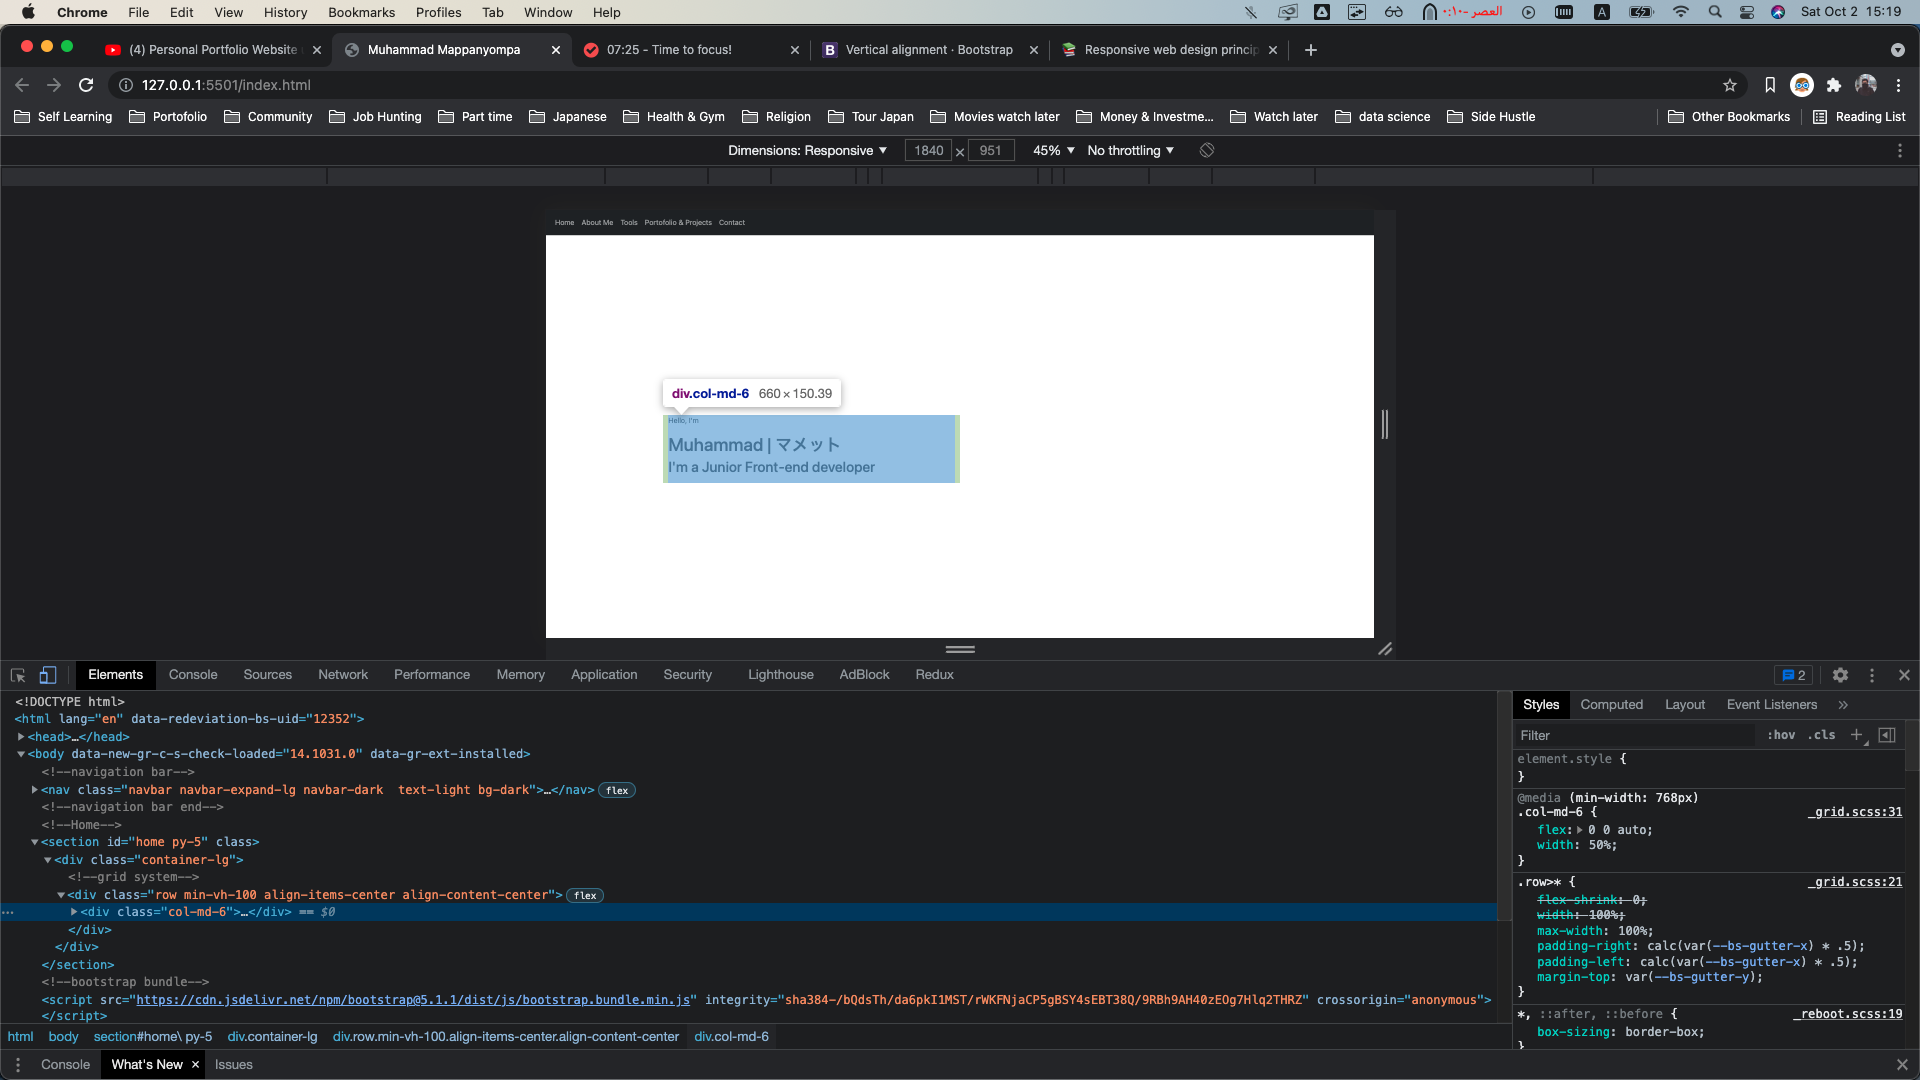 Chrome File Edit View History Bookmarks Profiles Tab Window Help العصر -٠:١٠ A Sat Oct 2 15:19
(4) Personal Portfolio Website Muhammad Mappanyompa 07:25 - Time to focus! B Vertical alignment · Bootstrap Responsive web design princip
127.0.0.1:5501/index.html
Self Learning Portofolio Community Job Hunting Part time Japanese Health & Gym Religion Tour Japan Movies watch later Money & Investme... Watch later data science Side Hustle Other Bookmarks Reading List
Dimensions: Responsive 1840 × 951 45% No throttling
Home About Me Tools Portofolio & Projects Contact
div.col-md-6 660 × 150.39
Hello, I'm
Muhammad | マメット
I'm a Junior Front-end developer
Elements Console Sources Network Performance Memory Application Security Lighthouse AdBlock Redux 2
<!DOCTYPE html>
<html lang="en" data-redeviation-bs-uid="12352">
<head>…</head>
<body data-new-gr-c-s-check-loaded="14.1031.0" data-gr-ext-installed>
<!--navigation bar-->
<nav class="navbar navbar-expand-lg navbar-dark  text-light bg-dark">…</nav> flex
<!--navigation bar end-->
<!--Home-->
<section id="home py-5" class>
<div class="container-lg">
<!--grid system-->
<div class="row min-vh-100 align-items-center align-content-center"> flex
<div class="col-md-6">…</div> == $0
</div>
</div>
</section>
<!--bootstrap bundle-->
<script src="https://cdn.jsdelivr.net/npm/bootstrap@5.1.1/dist/js/bootstrap.bundle.min.js" integrity="sha384-/bQdsTh/da6pkI1MST/rWKFNjaCP5gBSY4sEBT38Q/9RBh9AH40zEOg7Hlq2THRZ" crossorigin="anonymous">
</script>
html body section#home\ py-5 div.container-lg div.row.min-vh-100.align-items-center.align-content-center div.col-md-6
Console What's New Issues
Styles Computed Layout Event Listeners
Filter :hov .cls
element.style {
}
@media (min-width: 768px)
.col-md-6 { _grid.scss:31
flex: 0 0 auto;
width: 50%;
}
.row>* { _grid.scss:21
flex-shrink: 0;
width: 100%;
max-width: 100%;
padding-right: calc(var(--bs-gutter-x) * .5);
padding-left: calc(var(--bs-gutter-x) * .5);
margin-top: var(--bs-gutter-y);
}
*, ::after, ::before { _reboot.scss:19
box-sizing: border-box;
}